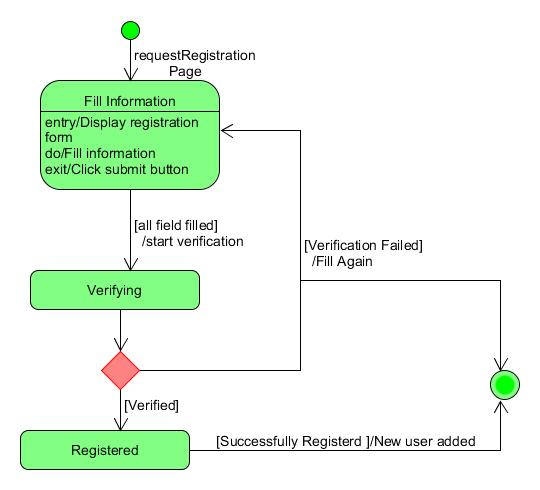 requestRegistration
Page
Fill Information
entry/Display registration
form
do/Fill information
exit/Click submit button
[all field filled]
/start verification
[Verification Failed]
/Fill Again
Verifying
[Verified]
Registered
[Successfully Registerd ]/New user added